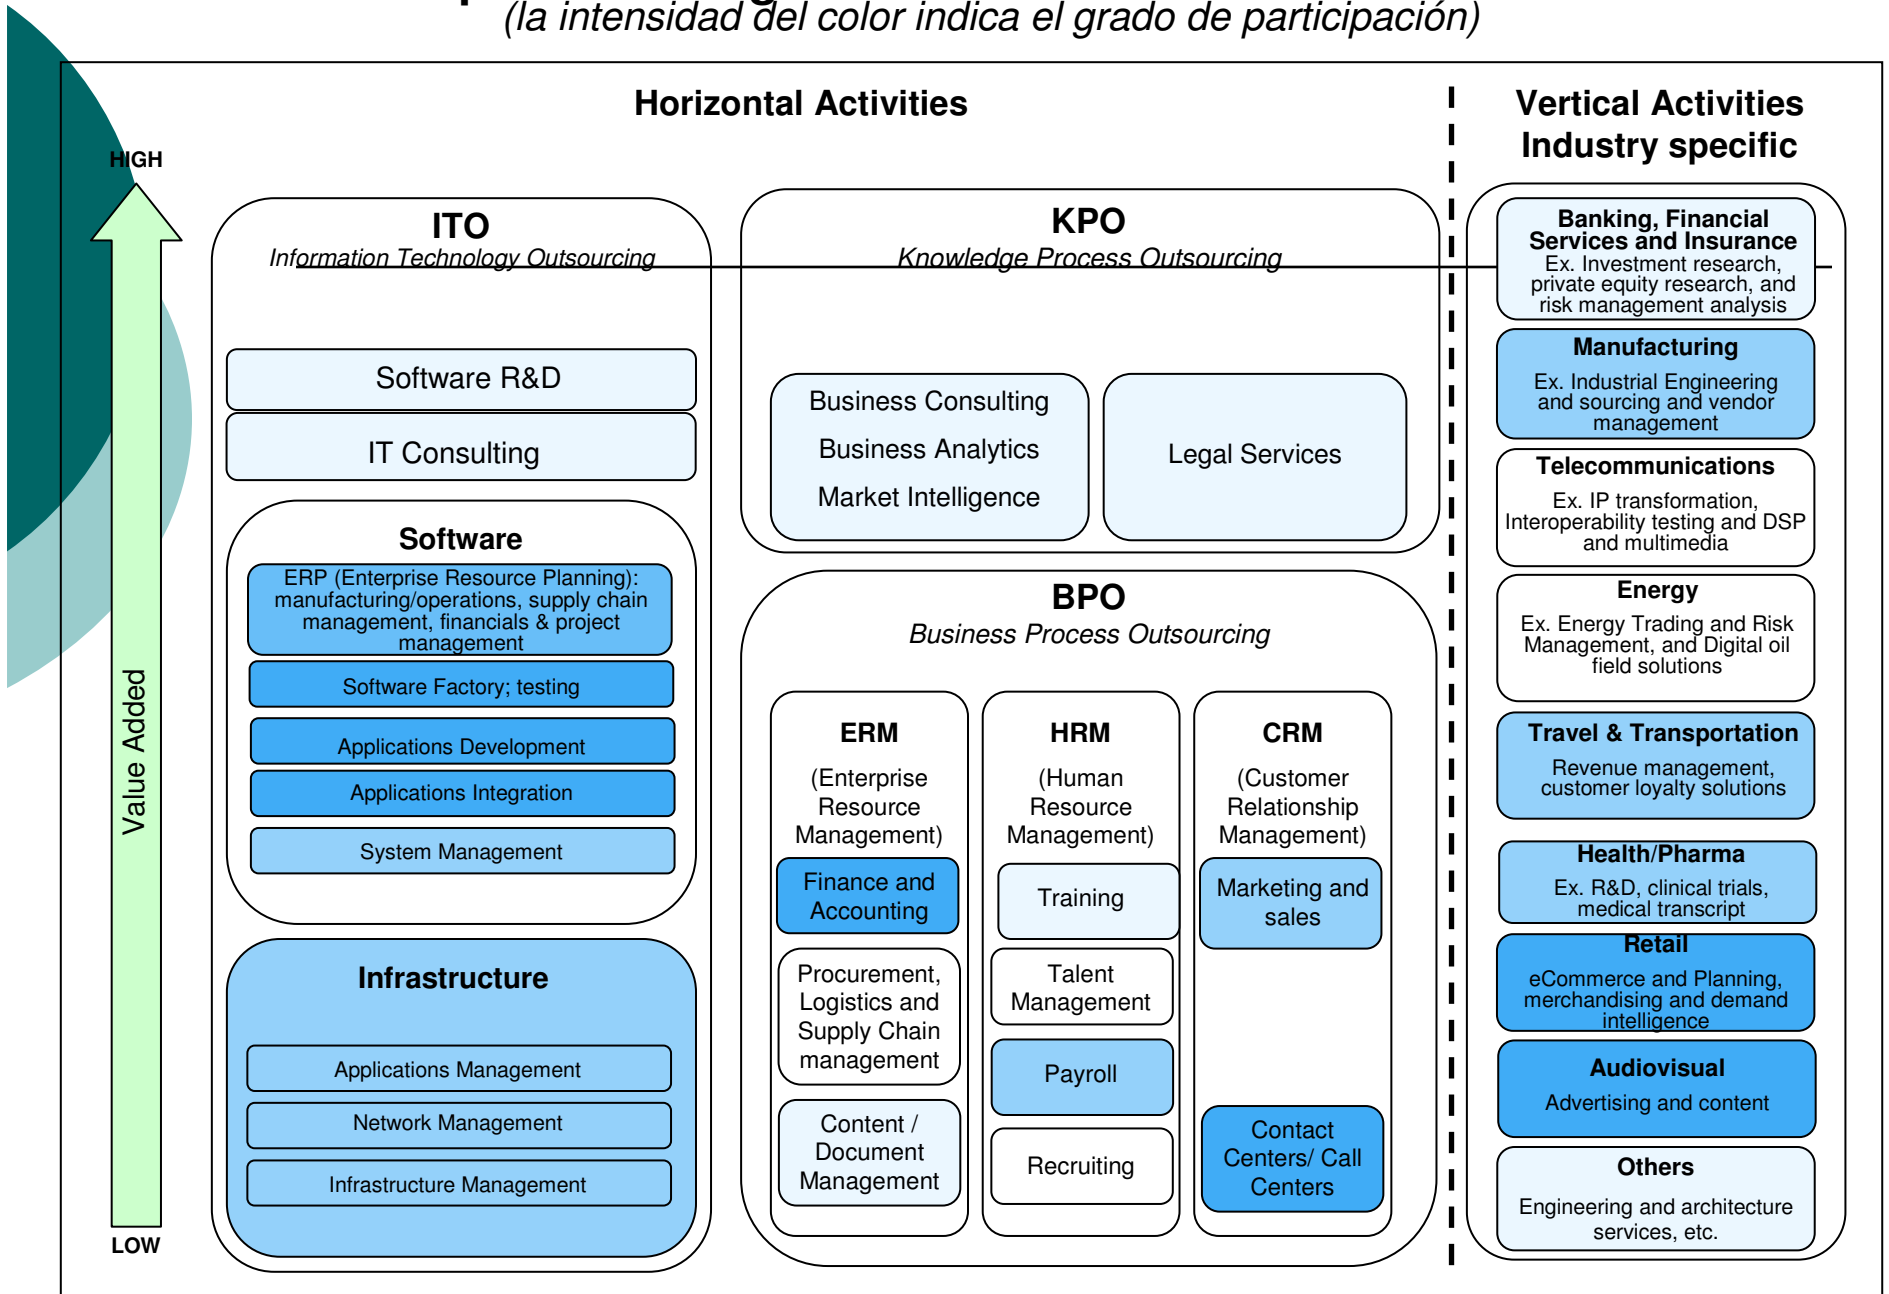 (la intensidad del color indica el grado de participación)
Horizontal Activities
Vertical Activities
Industry specific
HIGH
Value Added
LOW
ITO
Information Technology Outsourcing
Software R&D
IT Consulting
Software
ERP (Enterprise Resource Planning):
manufacturing/operations, supply chain
management, financials & project
management
Software Factory; testing
Applications Development
Applications Integration
System Management
Infrastructure
Applications Management
Network Management
Infrastructure Management
KPO
Knowledge Process Outsourcing
Business Consulting
Business Analytics
Market Intelligence
Legal Services
BPO
Business Process Outsourcing
ERM
(Enterprise
Resource
Management)
Finance and
Accounting
Procurement,
Logistics and
Supply Chain
management
Content /
Document
Management
HRM
(Human
Resource
Management)
Training
Talent
Management
Payroll
Recruiting
CRM
(Customer
Relationship
Management)
Marketing and
sales
Contact
Centers/ Call
Centers
Banking, Financial
Services and Insurance
Ex. Investment research,
private equity research, and
risk management analysis
Manufacturing
Ex. Industrial Engineering
and sourcing and vendor
management
Telecommunications
Ex. IP transformation,
Interoperability testing and DSP
and multimedia
Energy
Ex. Energy Trading and Risk
Management, and Digital oil
field solutions
Travel & Transportation
Revenue management,
customer loyalty solutions
Health/Pharma
Ex. R&D, clinical trials,
medical transcript
Retail
eCommerce and Planning,
merchandising and demand
intelligence
Audiovisual
Advertising and content
Others
Engineering and architecture
services, etc.